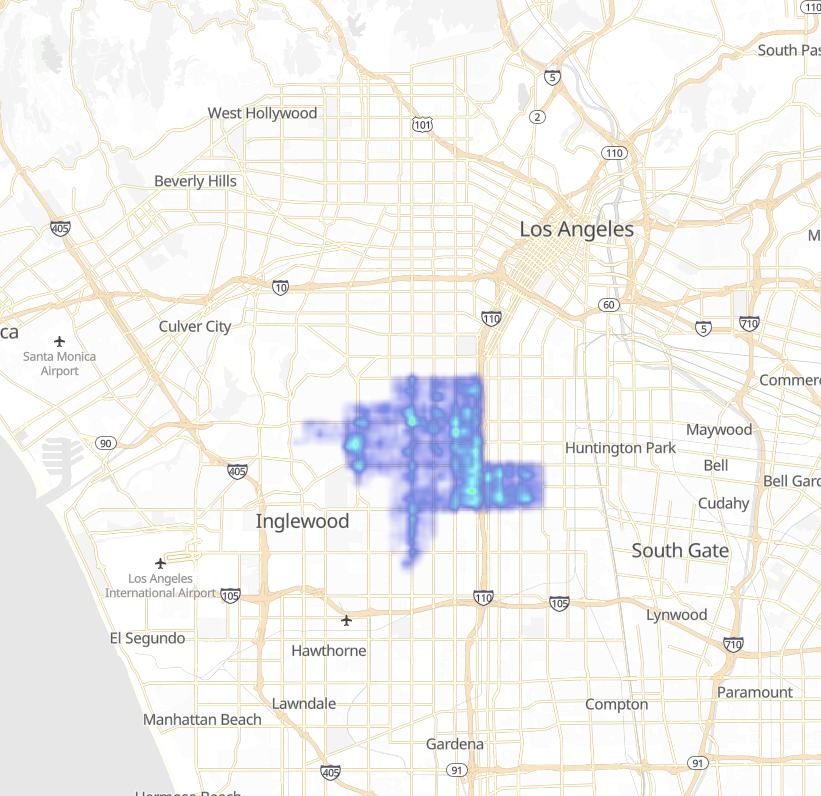 110
South Pas
5
West Hollywood
2
101
110
Beverly Hills
405
Los Angeles
M
10
60
110
5
710
Culver City
ca
Santa Monica
Airport
Commerc
Maywood
90
Huntington Park
Bell
405
Bell Gard
Cudahy
Inglewood
South Gate
Los Angeles
International Airport
105
110
105
Lynwood
El Segundo
710
Hawthorne
Paramount
Lawndale
Compton
Manhattan Beach
Gardena
91
405
91
Hermosa Beach